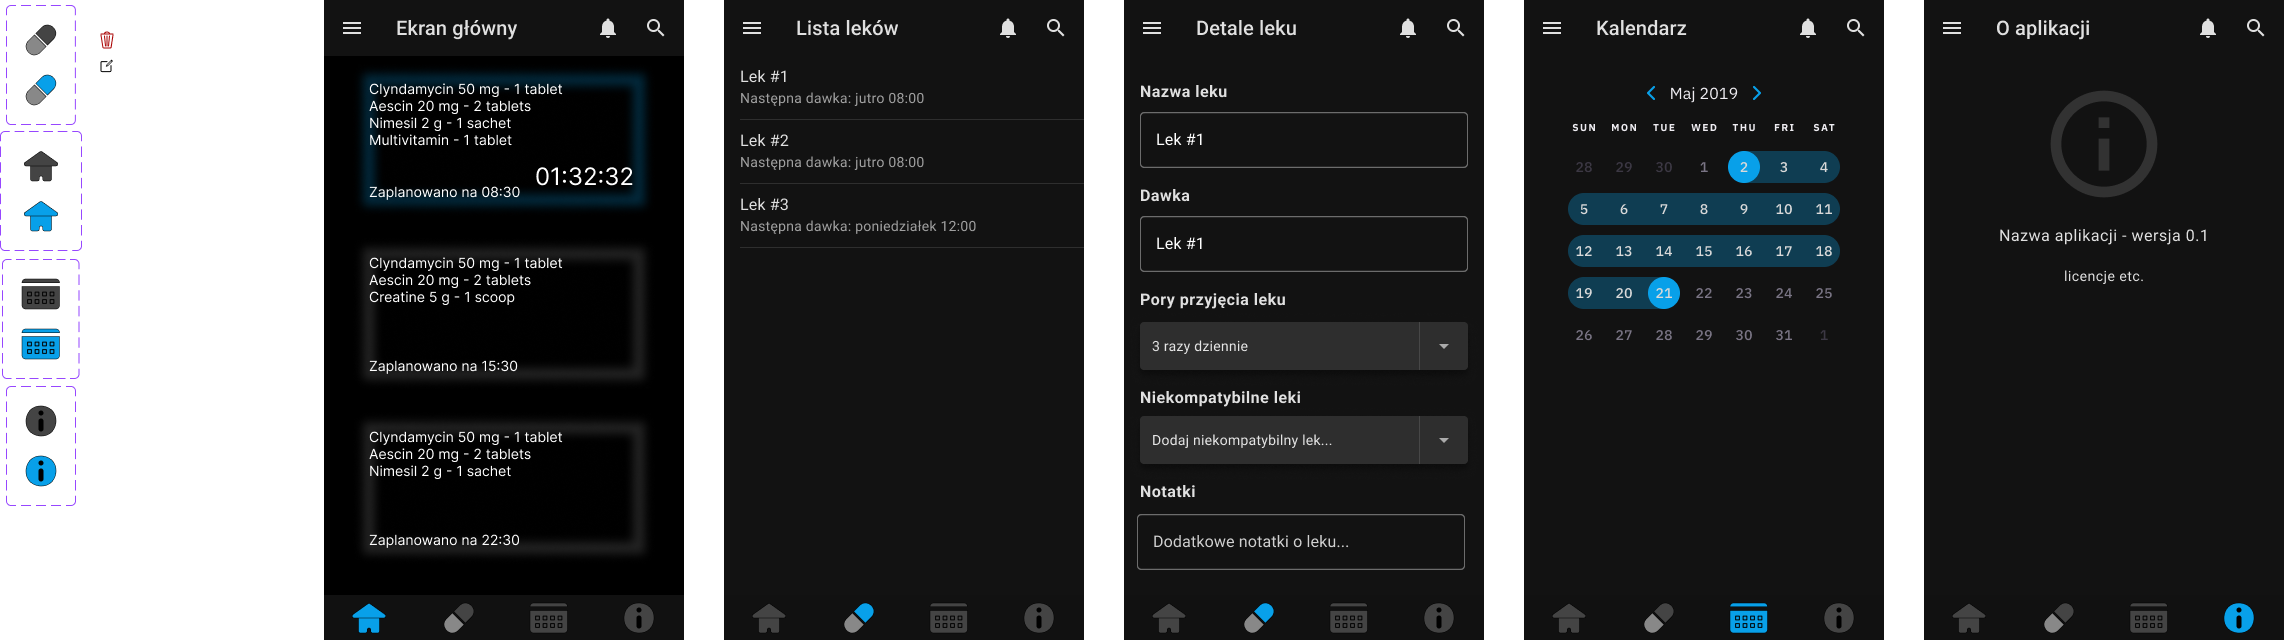 Ekran główny
Clyndamycin 50 mg - 1 tablet
Aescin 20 mg - 2 tablets
Nimesil 2 g - 1 sachet
Multivitamin - 1 tablet
01:32:32
Zaplanowano na 08:30
Clyndamycin 50 mg - 1 tablet
Aescin 20 mg - 2 tablets
Creatine 5 g - 1 scoop
Zaplanowano na 15:30
Clyndamycin 50 mg - 1 tablet
Aescin 20 mg - 2 tablets
Nimesil 2 g - 1 sachet
Zaplanowano na 22:30
Lista leków
Lek #1
Następna dawka: jutro 08:00
Lek #2
Następna dawka: jutro 08:00
Lek #3
Następna dawka: poniedziałek 12:00
Detale leku
Nazwa leku
Lek #1
Dawka
Lek #1
Pory przyjęcia leku
3 razy dziennie
Niekompatybilne leki
Dodaj niekompatybilny lek...
Notatki
Dodatkowe notatki o leku...
Kalendarz
Maj 2019
SUN MON TUE WED THU FRI SAT
28 29 30 1 2 3 4
5 6 7 8 9 10 11
12 13 14 15 16 17 18
19 20 21 22 23 24 25
26 27 28 29 30 31 1
O aplikacji
Nazwa aplikacji - wersja 0.1
licencje etc.